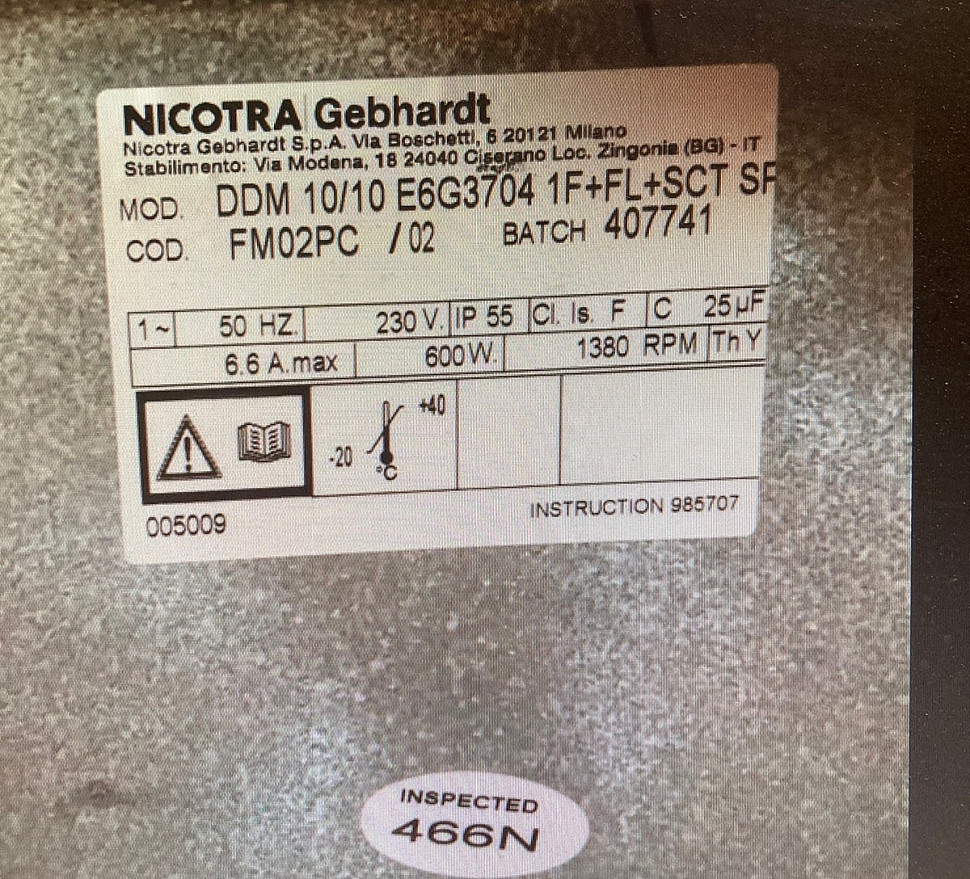 NICOTRA Gebhardt
Nicotra Gebhardt S.p.A. Via Boschetti, 6 20121 Milano
Stabilimento: Via Modena, 18 24040 Ciserano Loc. Zingonia (BG) - IT
MOD. DDM 10/10 E6G3704 1F+FL+SCT SP
COD. FM02PC / 02 BATCH 407741
1~ 50 HZ. 230 V. IP 55 Cl. Is. F C 25µF
6.6 A.max 600W. 1380 RPM Th Y
+40
-20
°C
005009 INSTRUCTION 985707
INSPECTED
466N